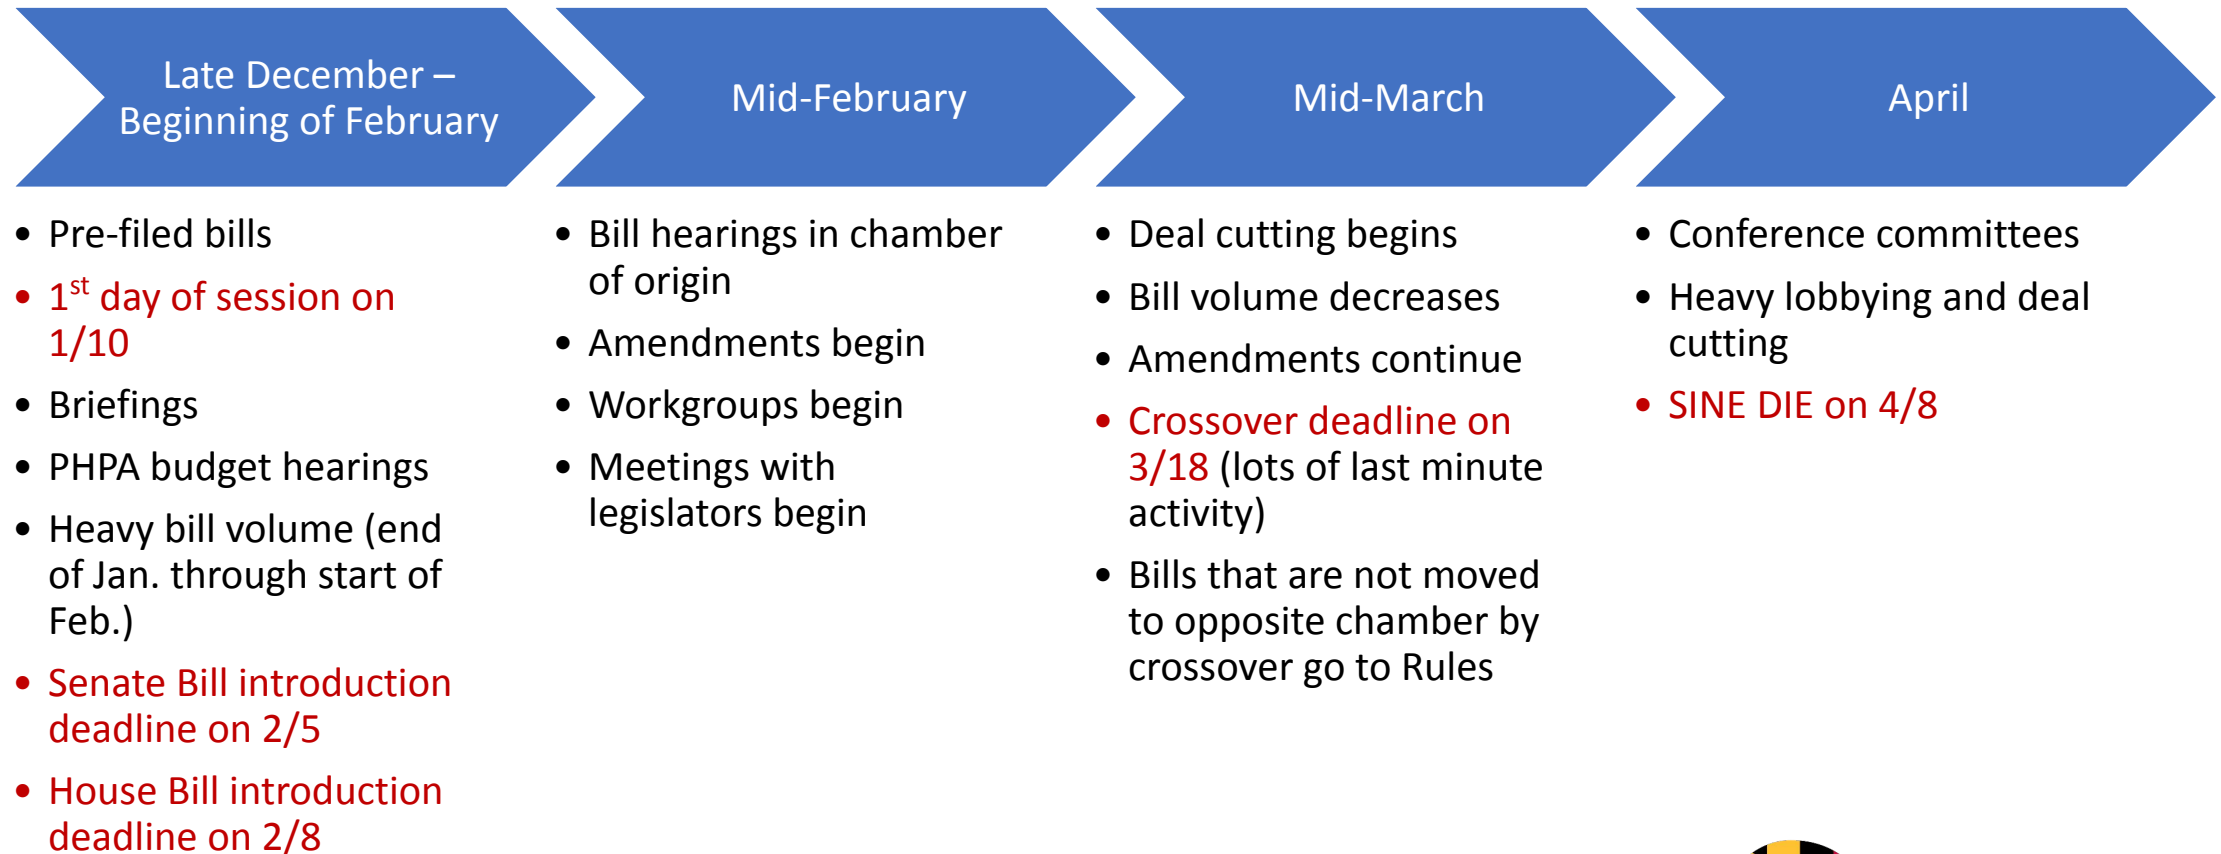 Late December –
Beginning of February
• Pre-filed bills
• 1st day of session on
1/10
• Briefings
• PHPA budget hearings
• Heavy bill volume (end
of Jan. through start of
Feb.)
• Senate Bill introduction
deadline on 2/5
• House Bill introduction
deadline on 2/8
Mid-February
• Bill hearings in chamber
of origin
• Amendments begin
• Workgroups begin
• Meetings with
legislators begin
Mid-March
• Deal cutting begins
• Bill volume decreases
• Amendments continue
• Crossover deadline on
3/18 (lots of last minute
activity)
• Bills that are not moved
to opposite chamber by
crossover go to Rules
April
• Conference committees
• Heavy lobbying and deal
cutting
• SINE DIE on 4/8